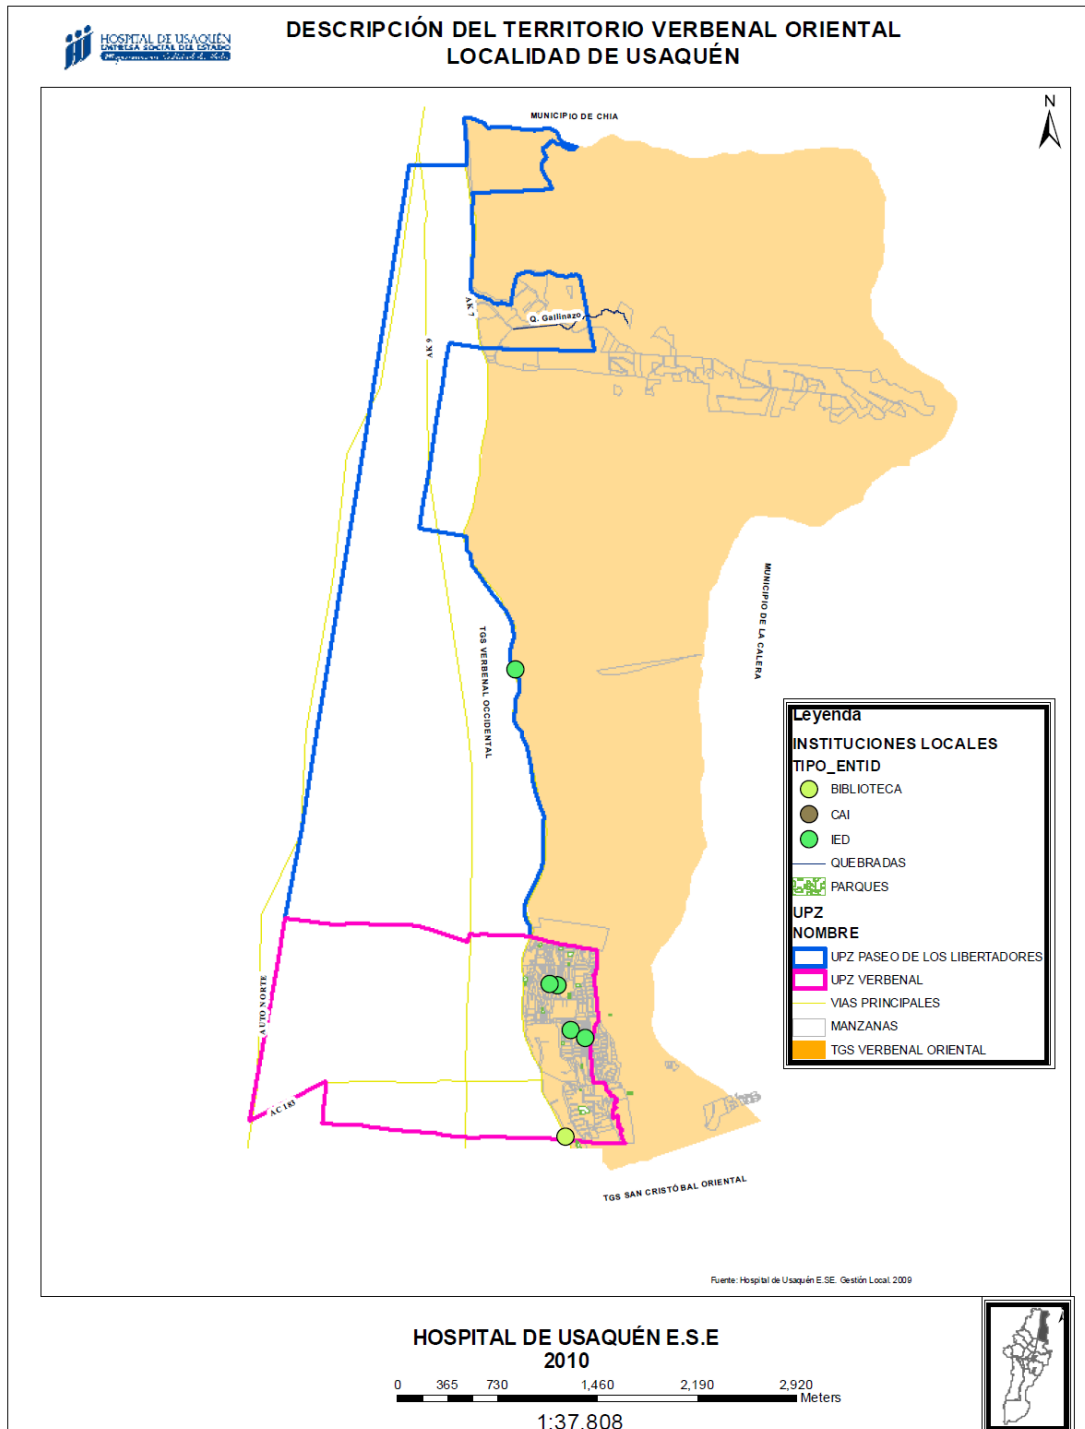 HOSPITAL DE USAQUÉN
EMPRESA SOCIAL DEL ESTADO
DESCRIPCIÓN DEL TERRITORIO VERBENAL ORIENTAL
LOCALIDAD DE USAQUÉN
N
MUNICIPIO DE CHIA
AK 7
Q. Gallinazo
AK 9
MUNICIPIO DE LA CALERA
TGS VERBENAL OCCIDENTAL
Leyenda
INSTITUCIONES LOCALES
TIPO_ENTID
BIBLIOTECA
CAI
IED
QUEBRADAS
PARQUES
UPZ
NOMBRE
UPZ PASEO DE LOS LIBERTADORES
UPZ VERBENAL
VIAS PRINCIPALES
MANZANAS
TGS VERBENAL ORIENTAL
AUTO NORTE
AC 183
TGS SAN CRISTÓBAL ORIENTAL
Fuente: Hospital de Usaquén E.SE. Gestión Local. 2009
HOSPITAL DE USAQUÉN E.S.E
2010
0 365 730 1,460 2,190 2,920
Meters
1:37.808